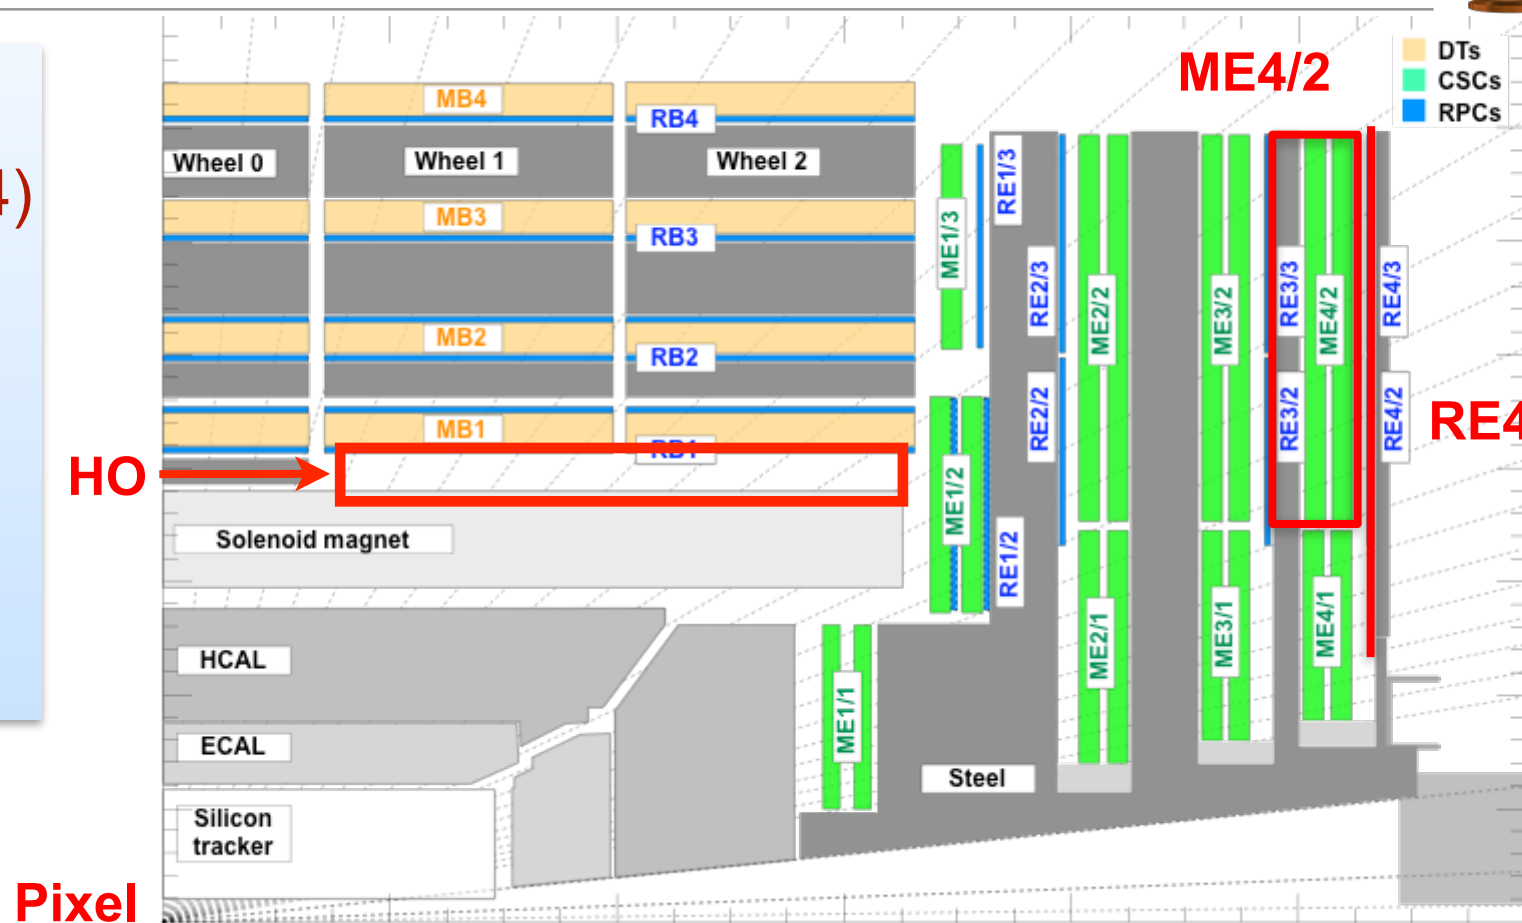 4)
ME4/2
DTs
CSCs
RPCs
MB4
RB4
Wheel 0
Wheel 1
Wheel 2
MB3
RB3
MB2
RB2
MB1
RB1
HO
Solenoid magnet
HCAL
ECAL
Silicon
tracker
Pixel
ME1/3
RE1/3
RE2/3
ME2/2
ME3/2
RE3/3
ME4/2
RE4/3
RE2/2
RE3/2
RE4/2
RE4
ME1/2
RE1/2
ME2/1
ME3/1
ME4/1
ME1/1
Steel